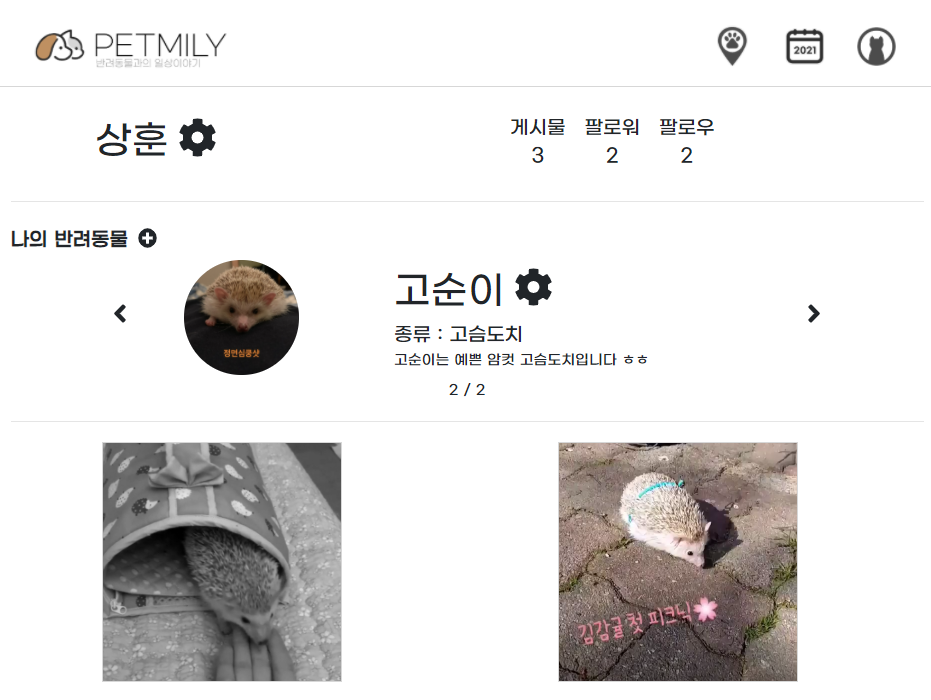 PETMILY
반려동물과의 일상이야기
2021
상훈
게시물 팔로워 팔로우
3 2 2
나의 반려동물
정변심쿵샷
고순이
종류 : 고슴도치
고순이는 예쁜 암컷 고슴도치입니다 ㅎㅎ
2 / 2
김감귤 첫 피크닉